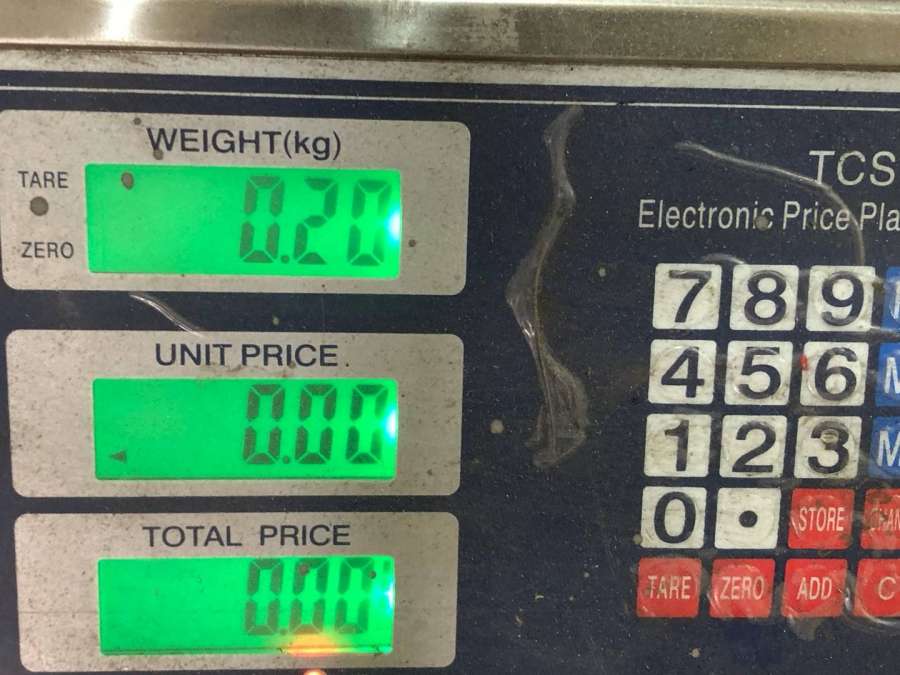 WEIGHT(kg)
TARE
ZERO
0.20
UNIT PRICE
0.00
TOTAL PRICE
0.00
TCS
Electronic Price Pla
7 8 9
4 5 6 M
1 2 3 M
0 . STORE
TARE ZERO ADD C